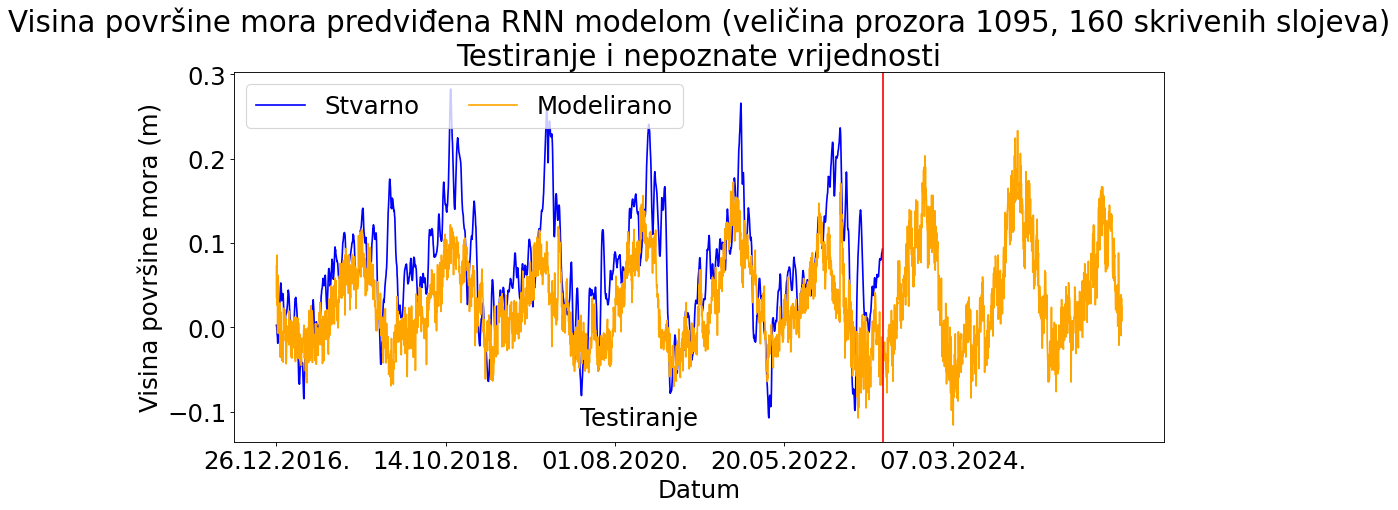 Visina površine mora predviđena RNN modelom (veličina prozora 1095, 160 skrivenih slojeva)
Testiranje i nepoznate vrijednosti
Stvarno
Modelirano
Visina površine mora (m)
0.3
0.2
0.1
0.0
−0.1
Testiranje
26.12.2016.
14.10.2018.
01.08.2020.
20.05.2022.
07.03.2024.
Datum